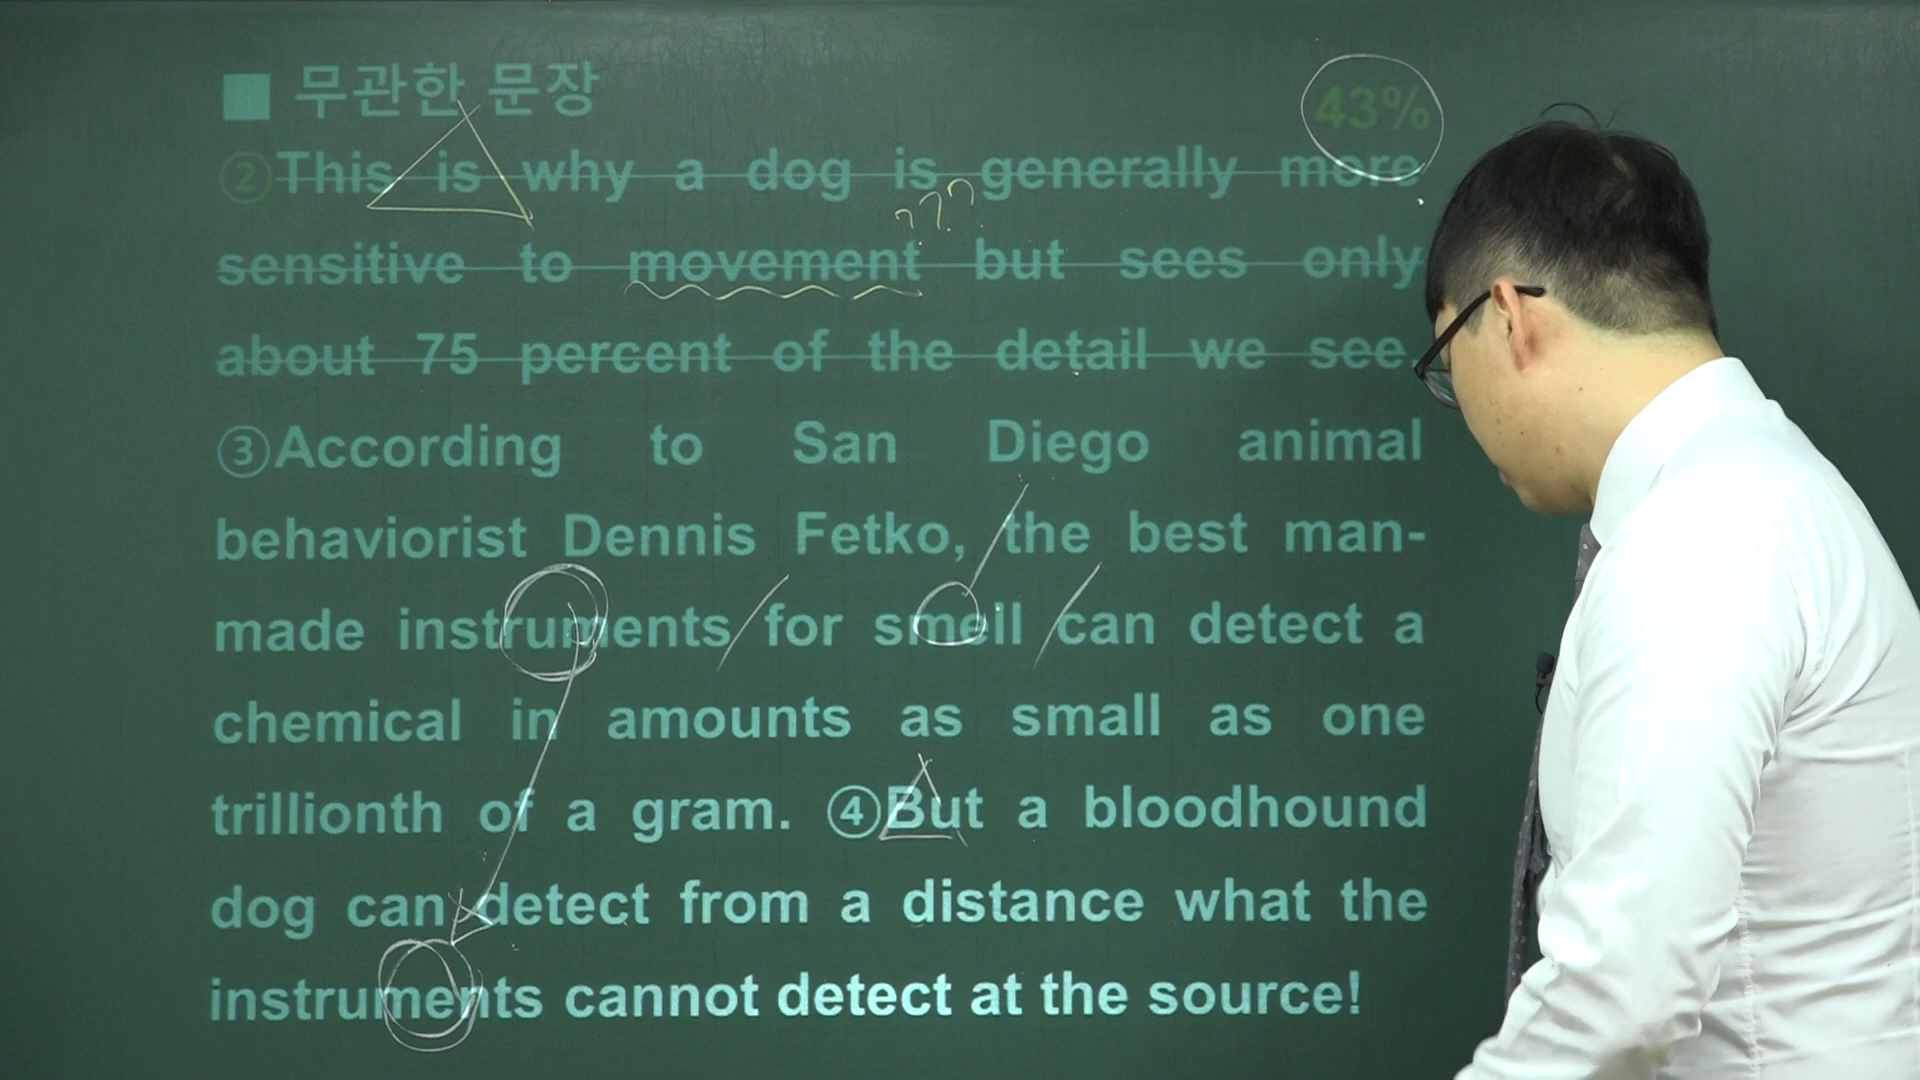 ■ 무관한 문장
43%
②This is why a dog is generally more
???
sensitive to movement but sees only
about 75 percent of the detail we see.
③According to San Diego animal
behaviorist Dennis Fetko, the best man-
made instruments for smell can detect a
chemical in amounts as small as one
trillionth of a gram. ④But a bloodhound
dog can detect from a distance what the
instruments cannot detect at the source!